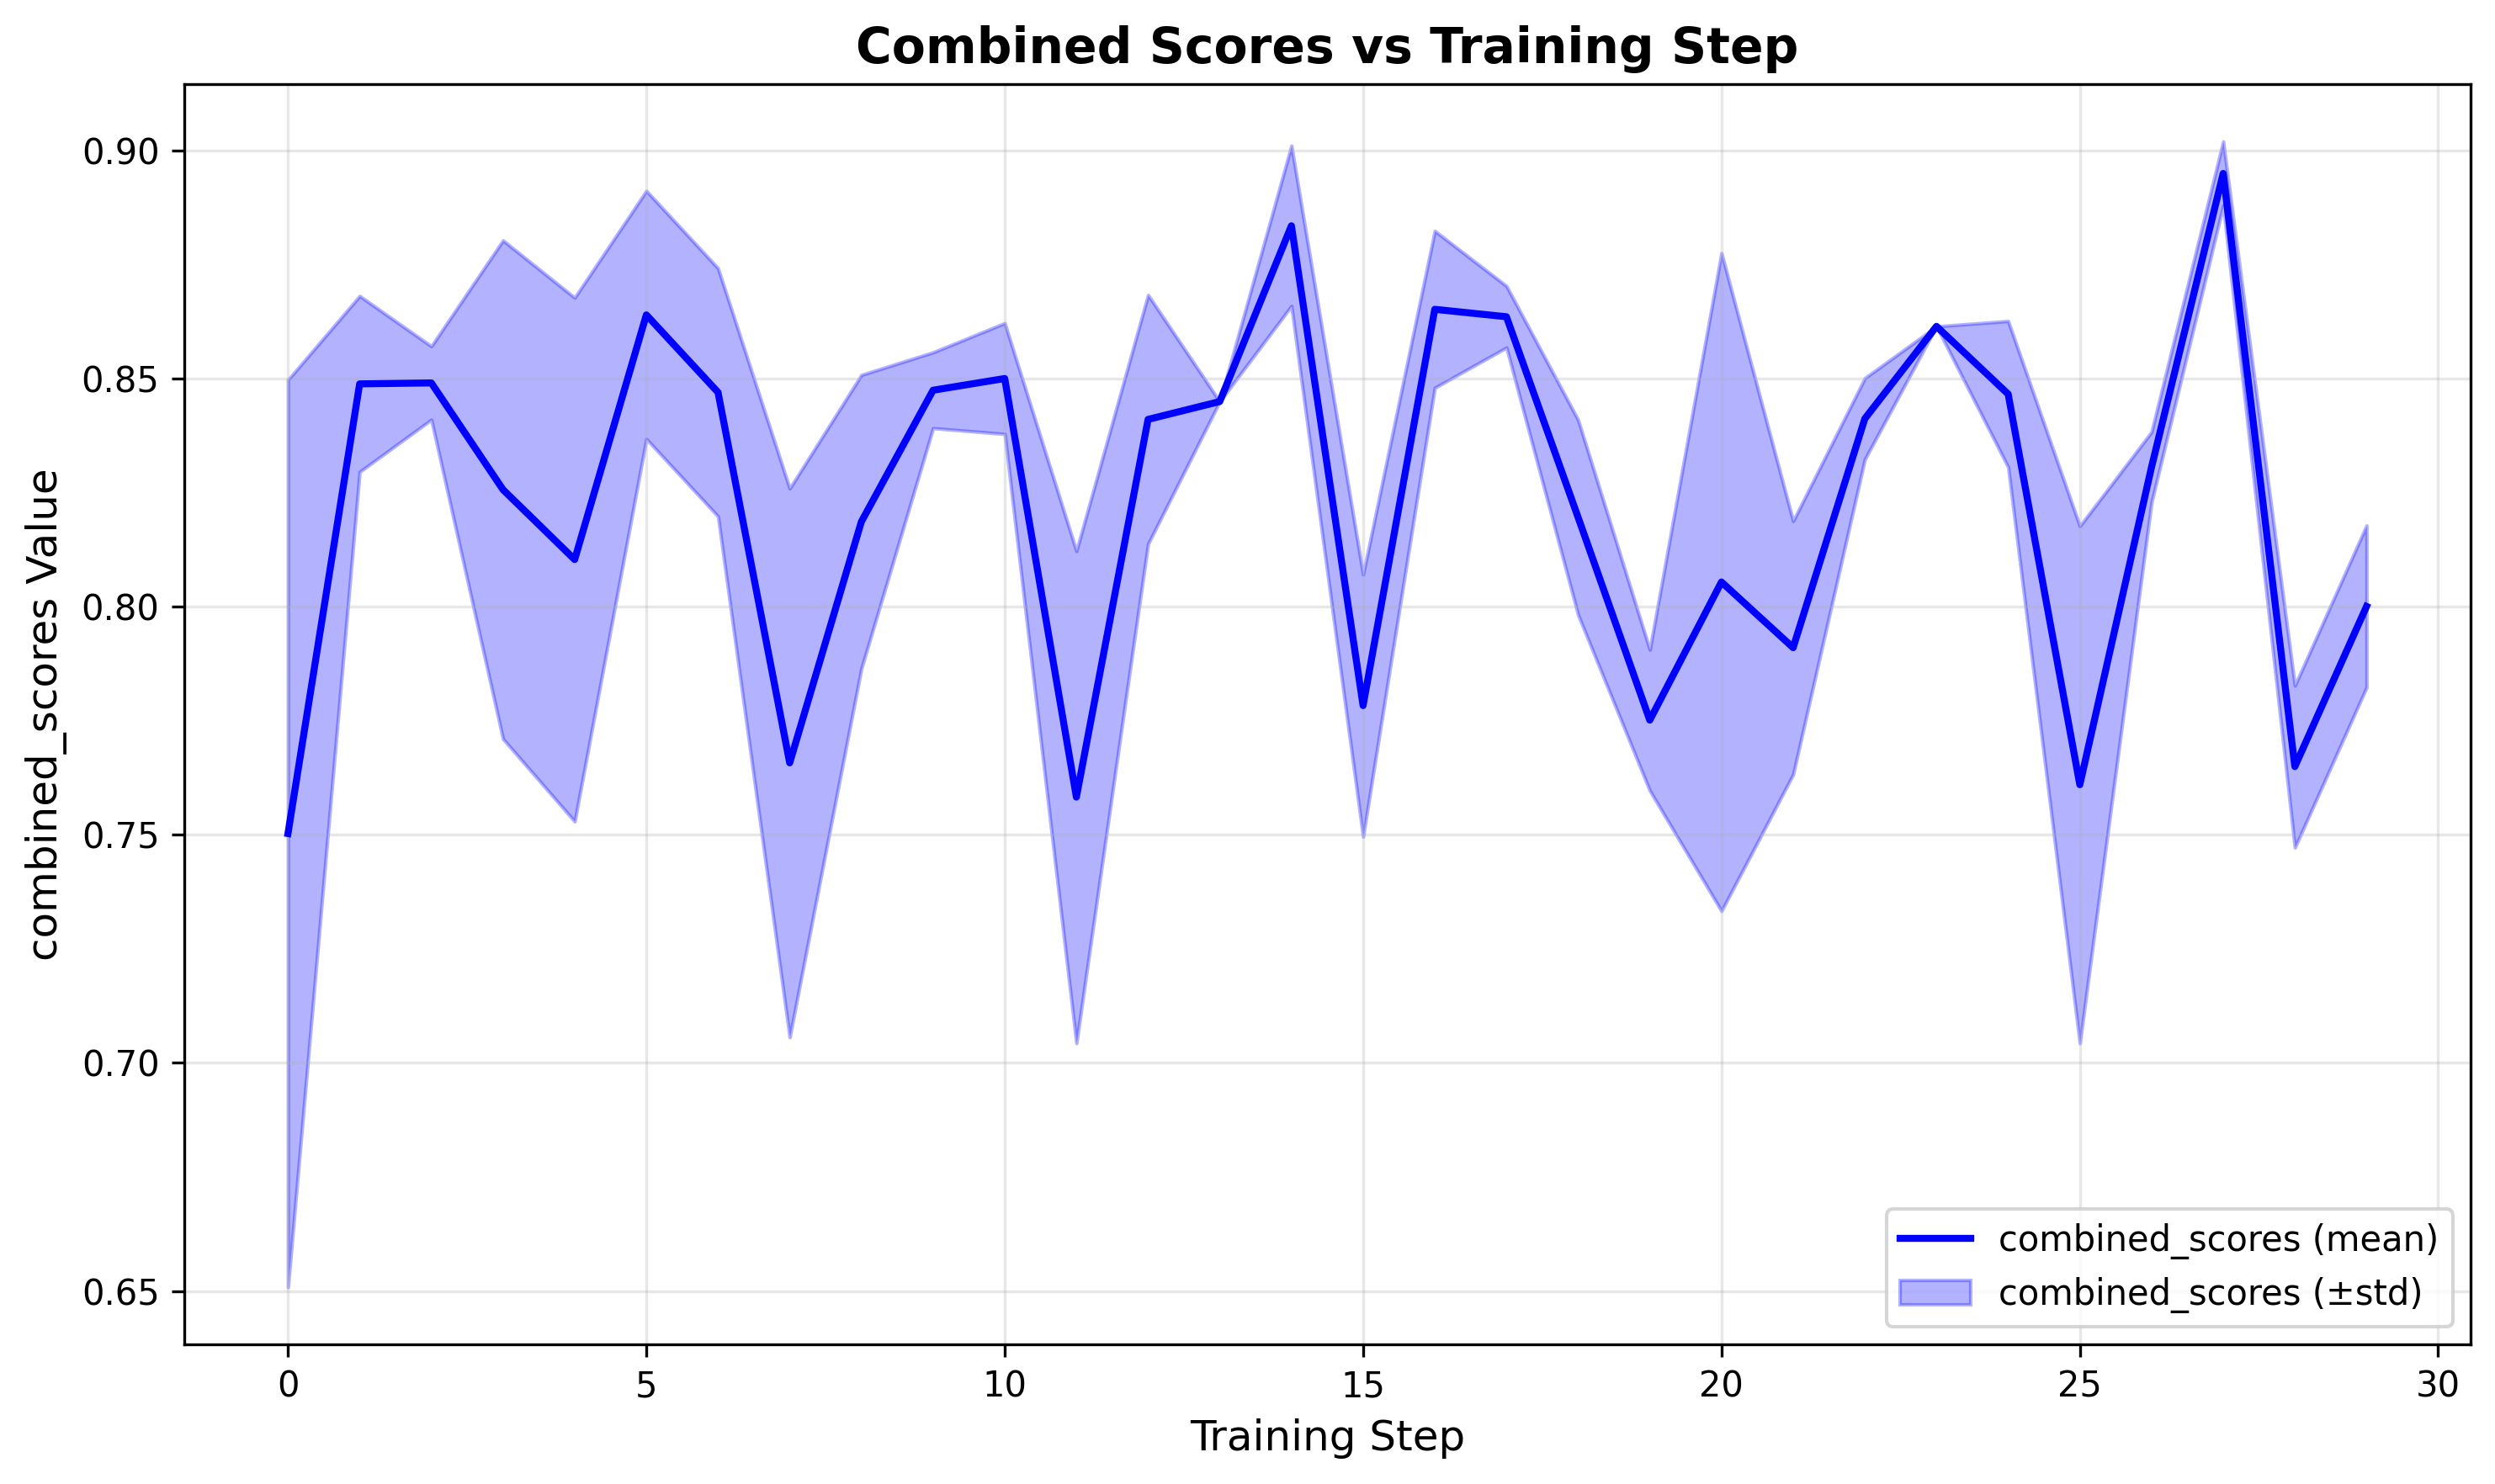 Combined Scores vs Training Step
combined_scores Value
0.90
0.85
0.80
0.75
0.70
0.65
0 5 10 15 20 25 30
Training Step
combined_scores (mean)
combined_scores (±std)